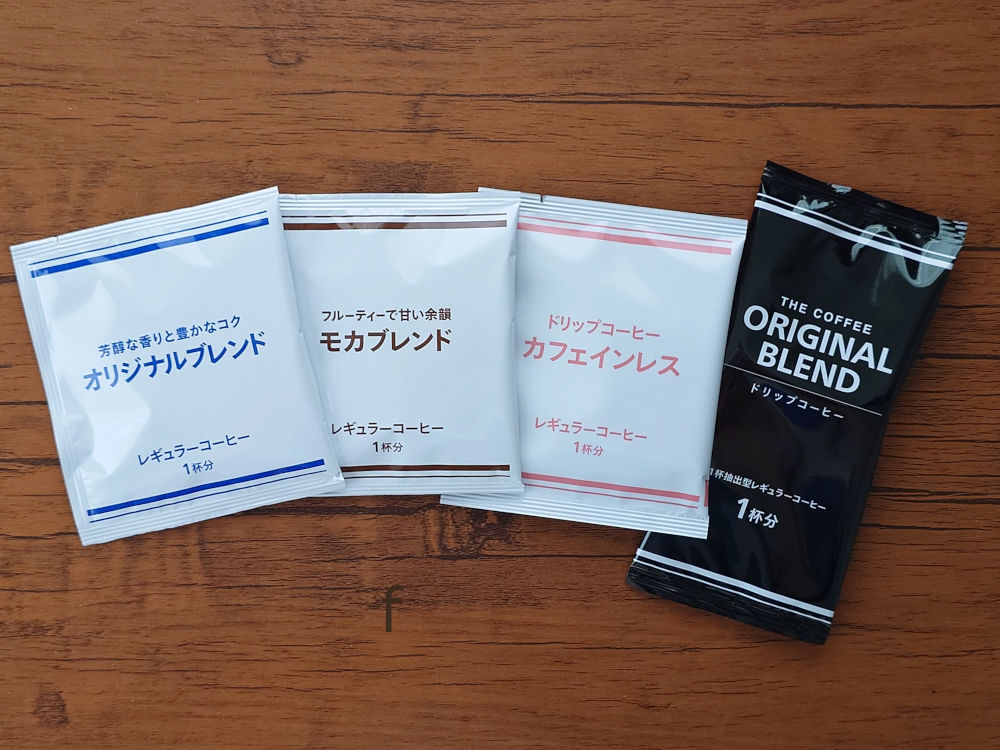 芳醇な香りと豊かなコク
オリジナルブレンド
レギュラーコーヒー
1杯分
フルーティーで甘い余韻
モカブレンド
レギュラーコーヒー
1杯分
ドリップコーヒー
カフェインレス
レギュラーコーヒー
1杯分
THE COFFEE
ORIGINAL
BLEND
ドリップコーヒー
1杯抽出型レギュラーコーヒー
1杯分
f